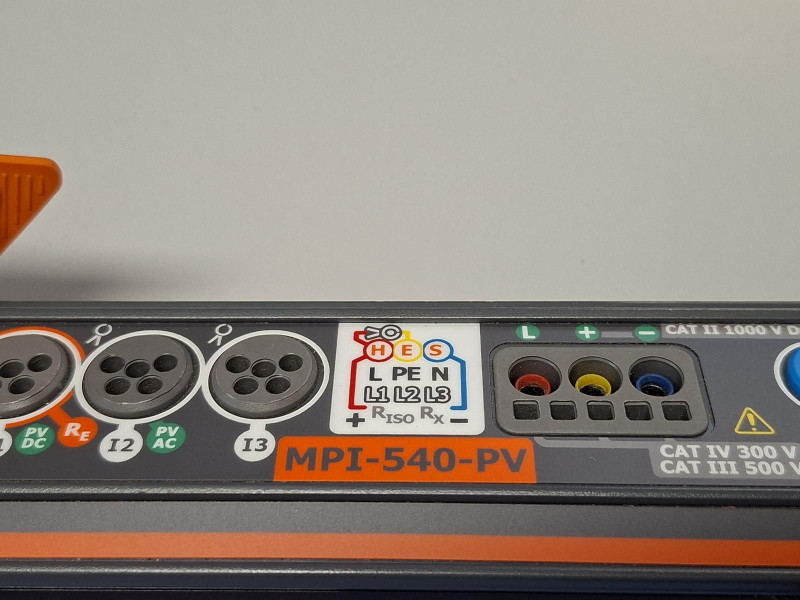 L + − CAT II 1000 V D
H E S
L PE N
L1 L2 L3
+ RISO RX −
1 PV DC RE I2 PV AC I3
MPI-540-PV
CAT IV 300 V
CAT III 500 V